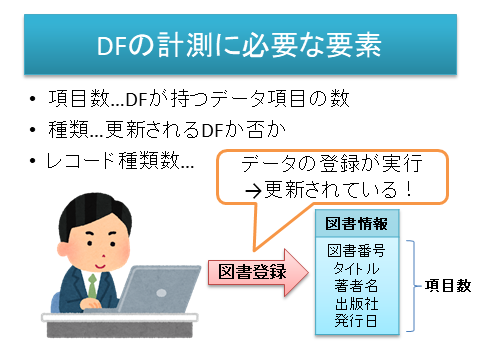 DFの計測に必要な要素
• 項目数…DFが持つデータ項目の数
• 種類…更新されるDFか否か
• レコード種類数…
データの登録が実行
→更新されている！
図書登録
図書情報
図書番号
タイトル
著者名
出版社
発行日
項目数